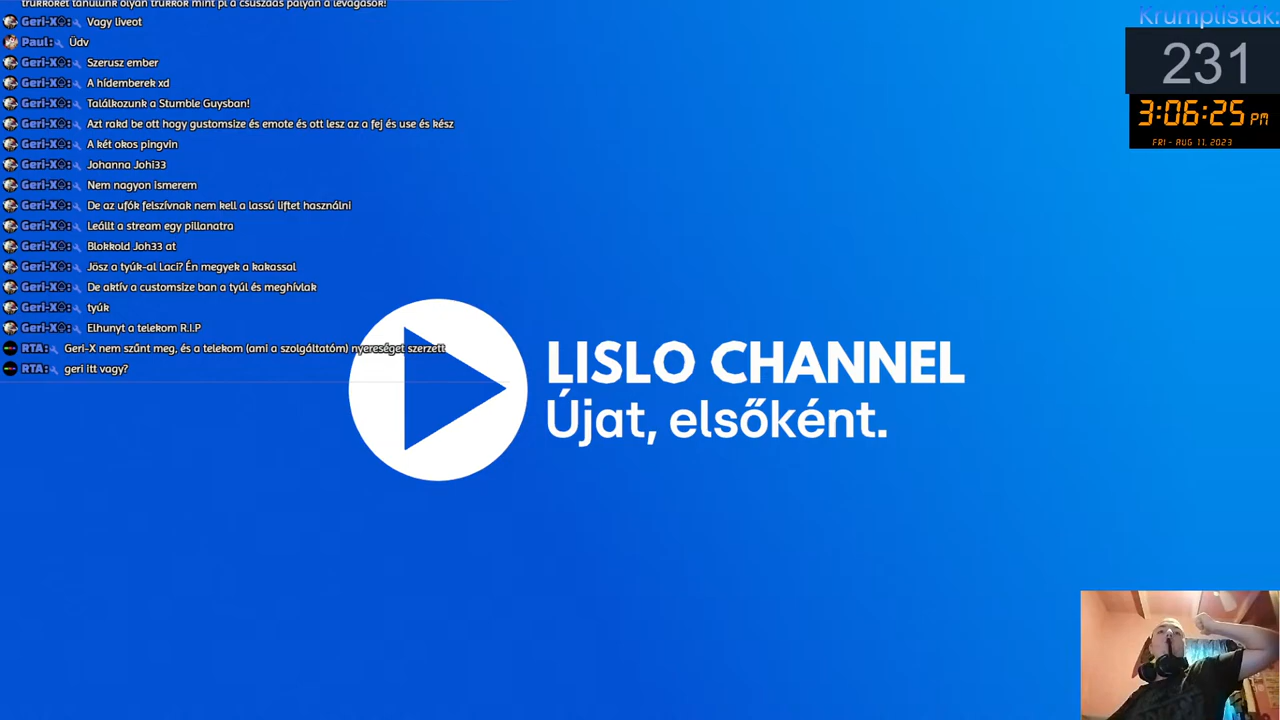 trükköket tanulunk olyan trükkök mint pl a csúszdás pályán a levágások!
Geri-X: Vagy liveot
Paul: Üdv
Geri-X: Szerusz ember
Geri-X: A hídemberek xd
Geri-X: Találkozunk a Stumble Guysban!
Geri-X: Azt rakd be ott hogy gustomsize és emote és ott lesz az a fej és use és kész
Geri-X: A két okos pingvin
Geri-X: Johanna Johi33
Geri-X: Nem nagyon ismerem
Geri-X: De az ufók felszívnak nem kell a lassú liftet használni
Geri-X: Leállt a stream egy pillanatra
Geri-X: Blokkold Joh33 at
Geri-X: Jösz a tyúk-al Laci? Én megyek a kakassal
Geri-X: De aktív a customsize ban a tyúl és meghívlak
Geri-X: tyúk
Geri-X: Elhunyt a telekom R.I.P
RTA: Geri-X nem szűnt meg, és a telekom (ami a szolgáltatóm) nyereséget szerzett
RTA: geri itt vagy?
Krumplisták:
231
3:06:25 PM
FRI - AUG 11, 2023
LISLO CHANNEL
Újat, elsőként.